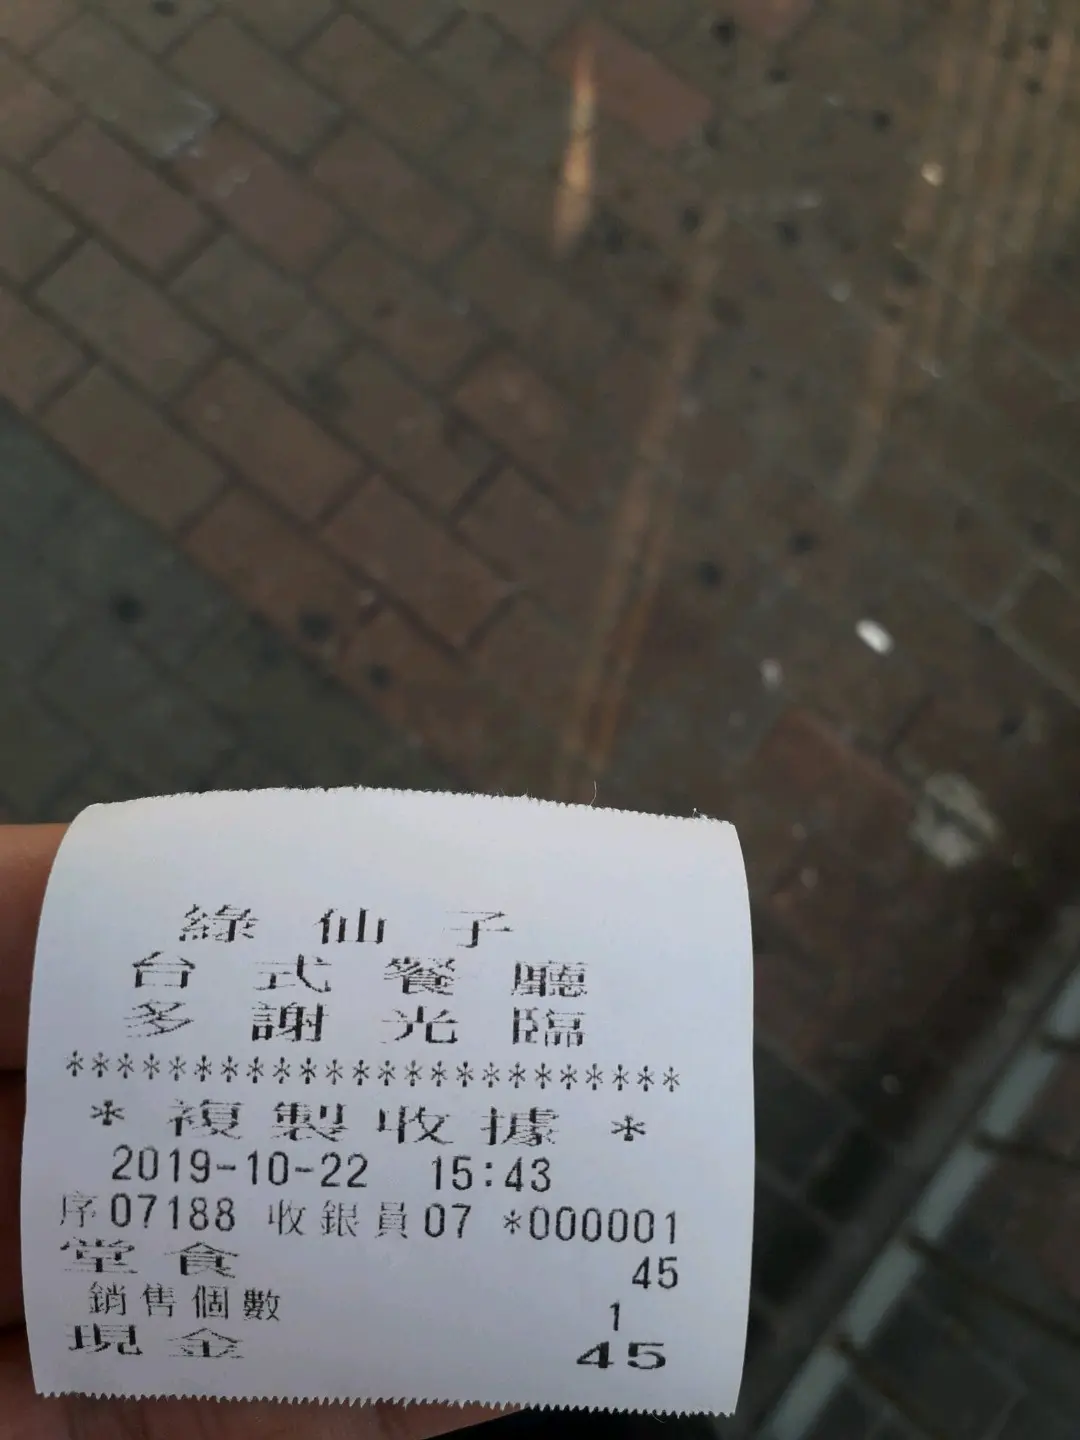 綠仙子
台式餐廳
多謝光臨
************************
* 複製收據 *
2019-10-22 15:43
序07188 收銀員07 *000001
堂食 45
銷售個數 1
現金 45